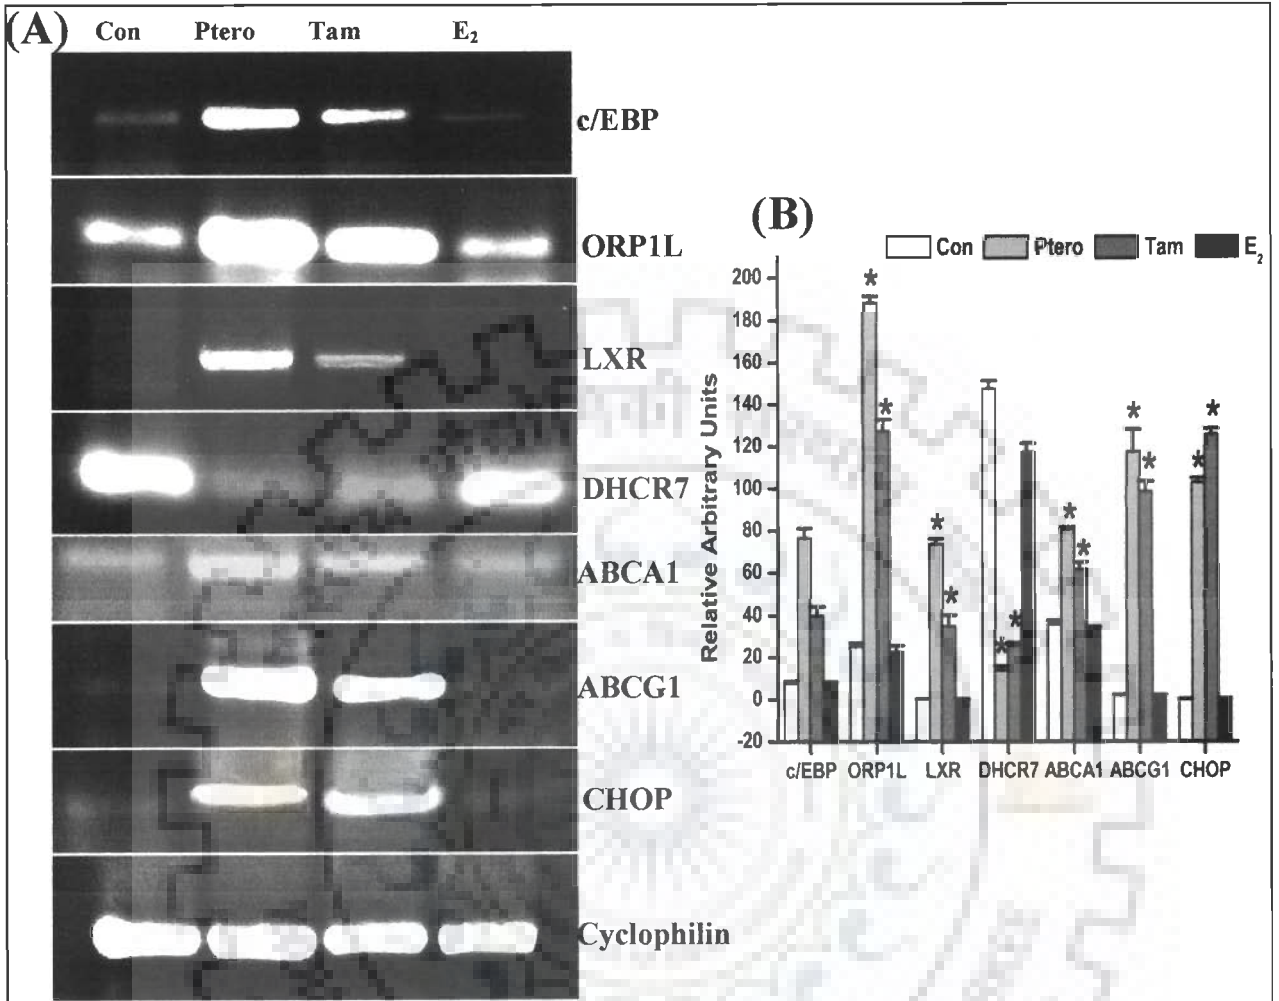 (A) Con Ptero Tam E₂
c/EBP
ORP1L
LXR
DHCR7
ABCA1
ABCG1
CHOP
Cyclophilin
(B)
Con Ptero Tam E₂
Relative Arbitrary Units
200
180
160
140
120
100
80
60
40
20
0
-20
* * * * * * * * * * * *
c/EBP ORP1L LXR DHCR7 ABCA1 ABCG1 CHOP